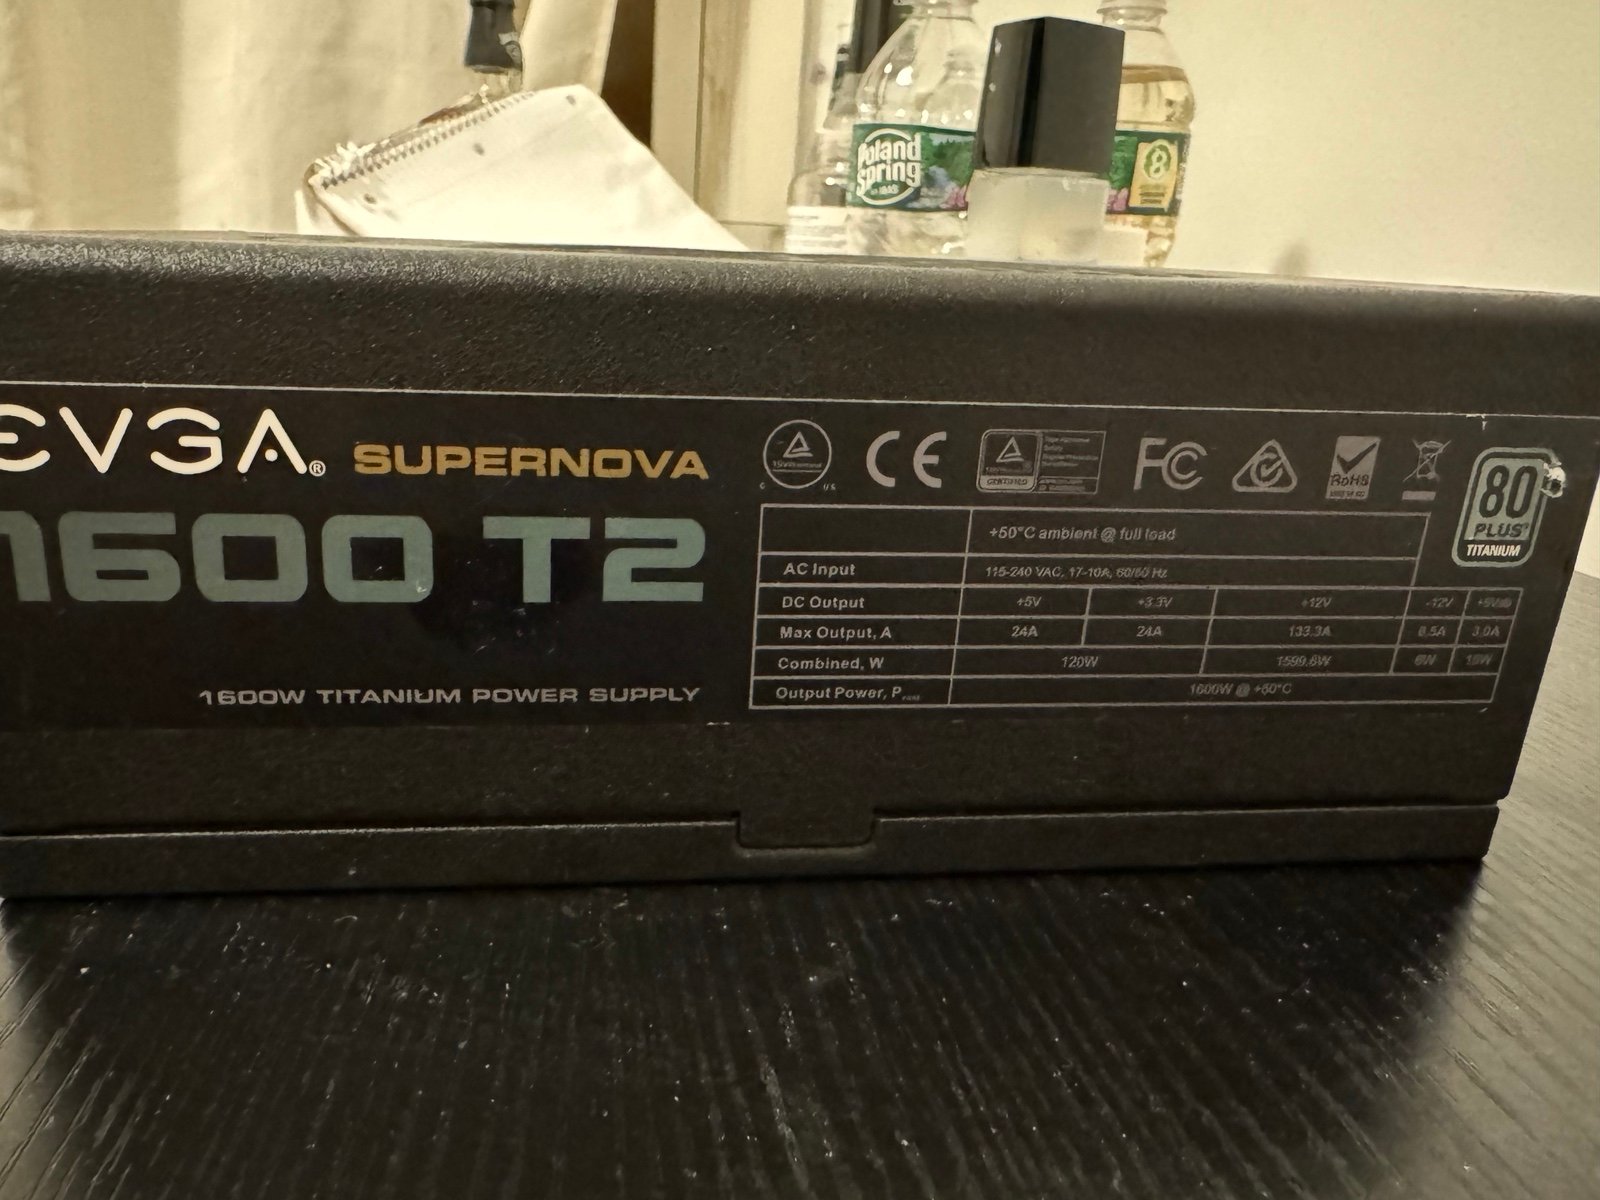 Poland
Spring
8
EVGA® SUPERNOVA
1600 T2
1600W TITANIUM POWER SUPPLY
CE
FC
RoHS
80
PLUS®
TITANIUM
+50°C ambient @ full load
AC Input 115-240 VAC, 17-10A, 60/50 Hz
DC Output +5V +3.3V +12V -12V +5Vsb
Max Output, A 24A 24A 133.3A 0.5A 3.0A
Combined, W 120W 1599.6W 6W 15W
Output Power, P 1600W @ +50°C